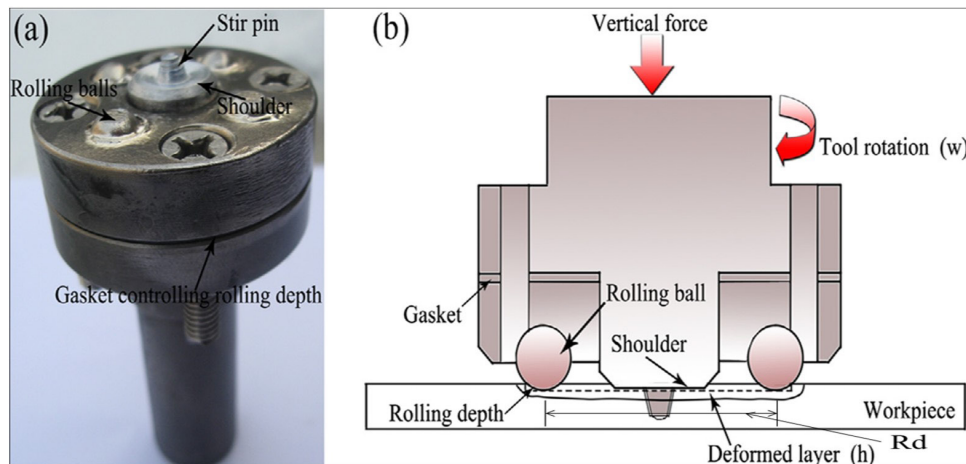 (a)
Stir pin
Rolling balls
Shoulder
Gasket controlling rolling depth
(b)
Vertical force
Tool rotation (w)
Gasket
Rolling ball
Shoulder
Rolling depth
Workpiece
Rd
Deformed layer (h)